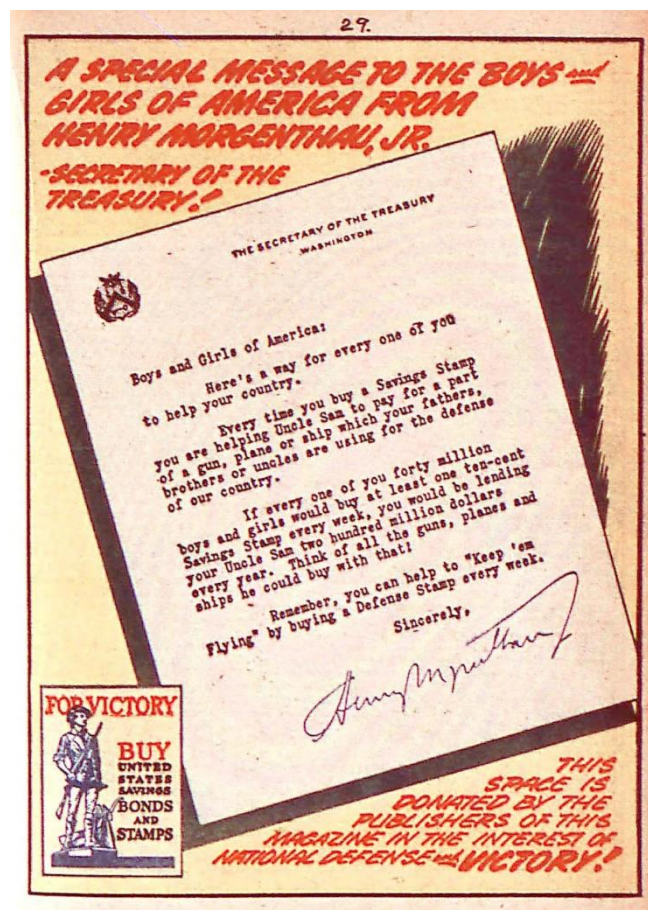 29.
A SPECIAL MESSAGE TO THE BOYS and
GIRLS OF AMERICA FROM
HENRY MORGENTHAU, JR.
-SECRETARY OF THE
TREASURY!
THE SECRETARY OF THE TREASURY
WASHINGTON
Boys and Girls of America:
Here's a way for every one of you
to help your country.
Every time you buy a Savings Stamp
you are helping Uncle Sam to pay for a part
of a gun, plane or ship which your fathers,
brothers or uncles are using for the defense
of our country.
If every one of you forty million
boys and girls would buy at least one ten-cent
Savings Stamp every week, you would be lending
your Uncle Sam two hundred million dollars
every year. Think of all the guns, planes and
ships he could buy with that!
Remember, you can help to "Keep 'em
Flying" by buying a Defense Stamp every week.
Sincerely,
Henry Morgenthau Jr
FOR VICTORY
BUY
UNITED
STATES
SAVINGS
BONDS
AND
STAMPS
THIS
SPACE IS
DONATED BY THE
PUBLISHERS OF THIS
MAGAZINE IN THE INTEREST OF
NATIONAL DEFENSE and VICTORY!